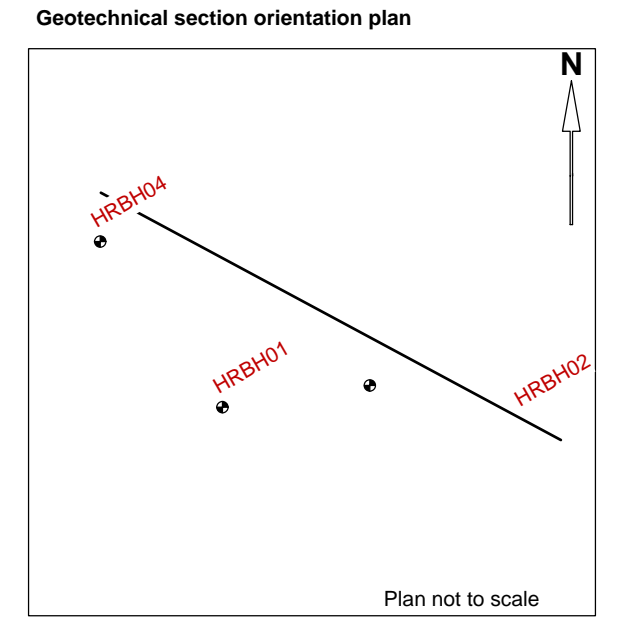 Geotechnical section orientation plan
N
HRBH04
HRBH01
HRBH02
Plan not to scale